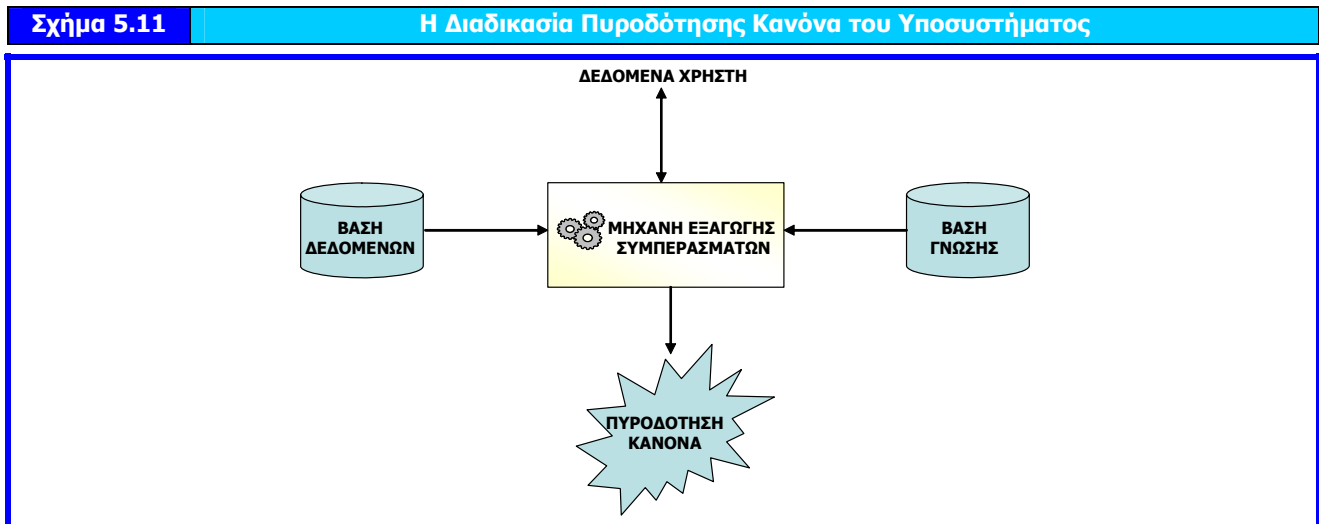 Σχήμα 5.11 Η Διαδικασία Πυροδότησης Κανόνα του Υποσυστήματος
ΔΕΔΟΜΕΝΑ ΧΡΗΣΤΗ
ΒΑΣΗ
ΔΕΔΟΜΕΝΩΝ
ΜΗΧΑΝΗ ΕΞΑΓΩΓΗΣ
ΣΥΜΠΕΡΑΣΜΑΤΩΝ
ΒΑΣΗ
ΓΝΩΣΗΣ
ΠΥΡΟΔΟΤΗΣΗ
ΚΑΝΟΝΑ